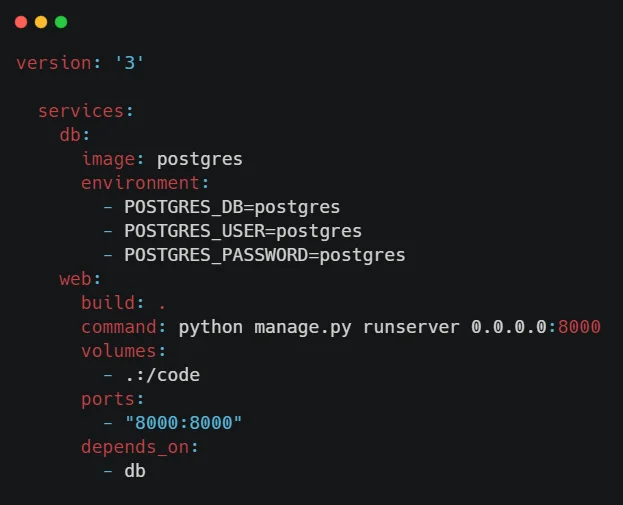 version: '3'

  services:
    db:
      image: postgres
      environment:
        - POSTGRES_DB=postgres
        - POSTGRES_USER=postgres
        - POSTGRES_PASSWORD=postgres
    web:
      build: .
      command: python manage.py runserver 0.0.0.0:8000
      volumes:
        - .:/code
      ports:
        - "8000:8000"
      depends_on:
        - db